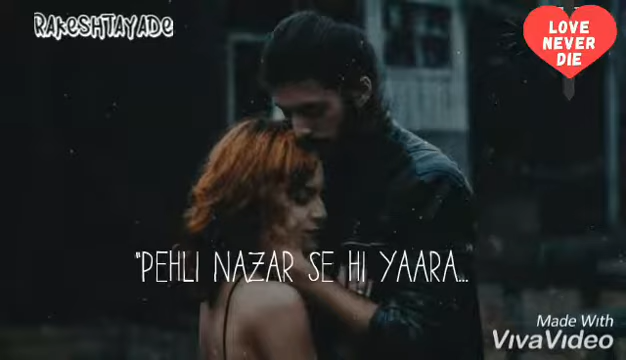 RAKESHTAYADE
LOVE
NEVER
DIE
"PEHLI NAZAR SE HI YAARA...
Made With
VivaVideo